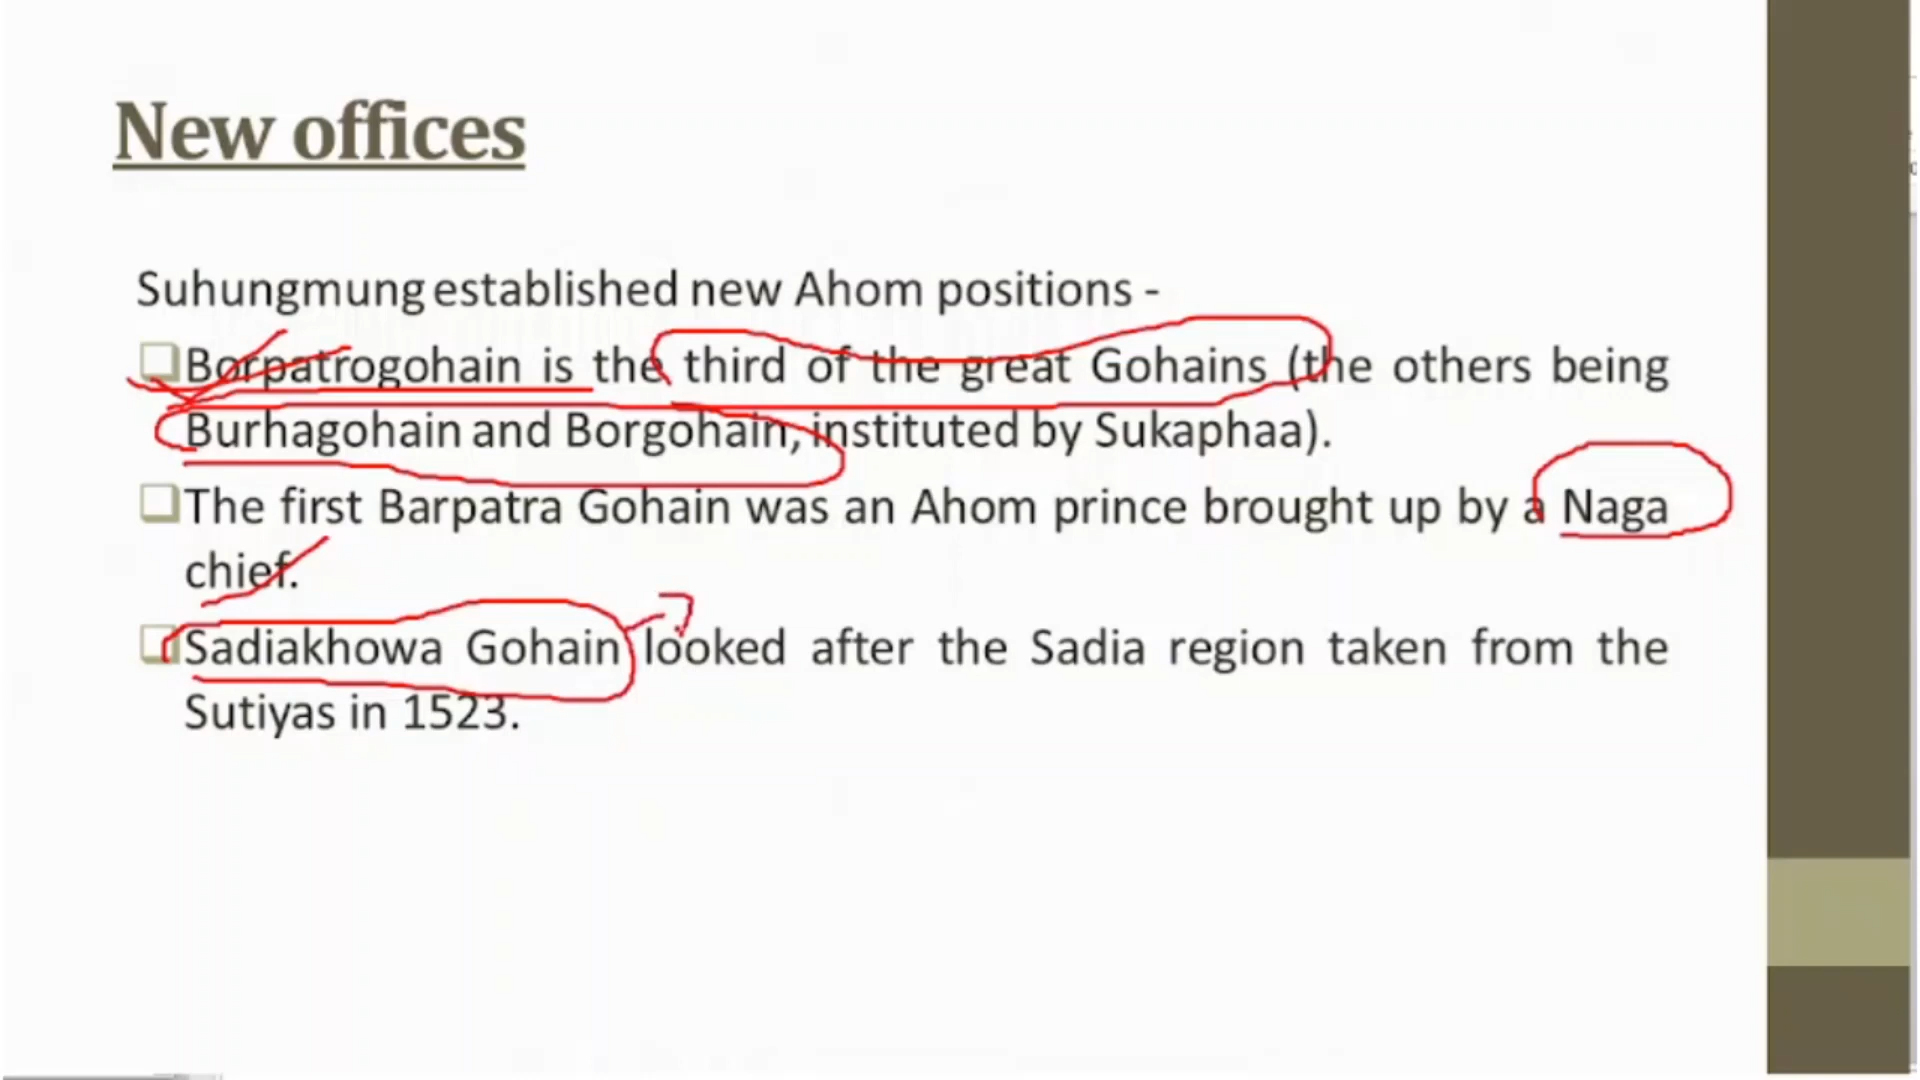 New offices
Suhungmung established new Ahom positions -
Borpatrogohain is the third of the great Gohains (the others being
Burhagohain and Borgohain, instituted by Sukaphaa).
The first Barpatra Gohain was an Ahom prince brought up by a Naga
chief.
Sadiakhowa Gohain looked after the Sadia region taken from the
Sutiyas in 1523.